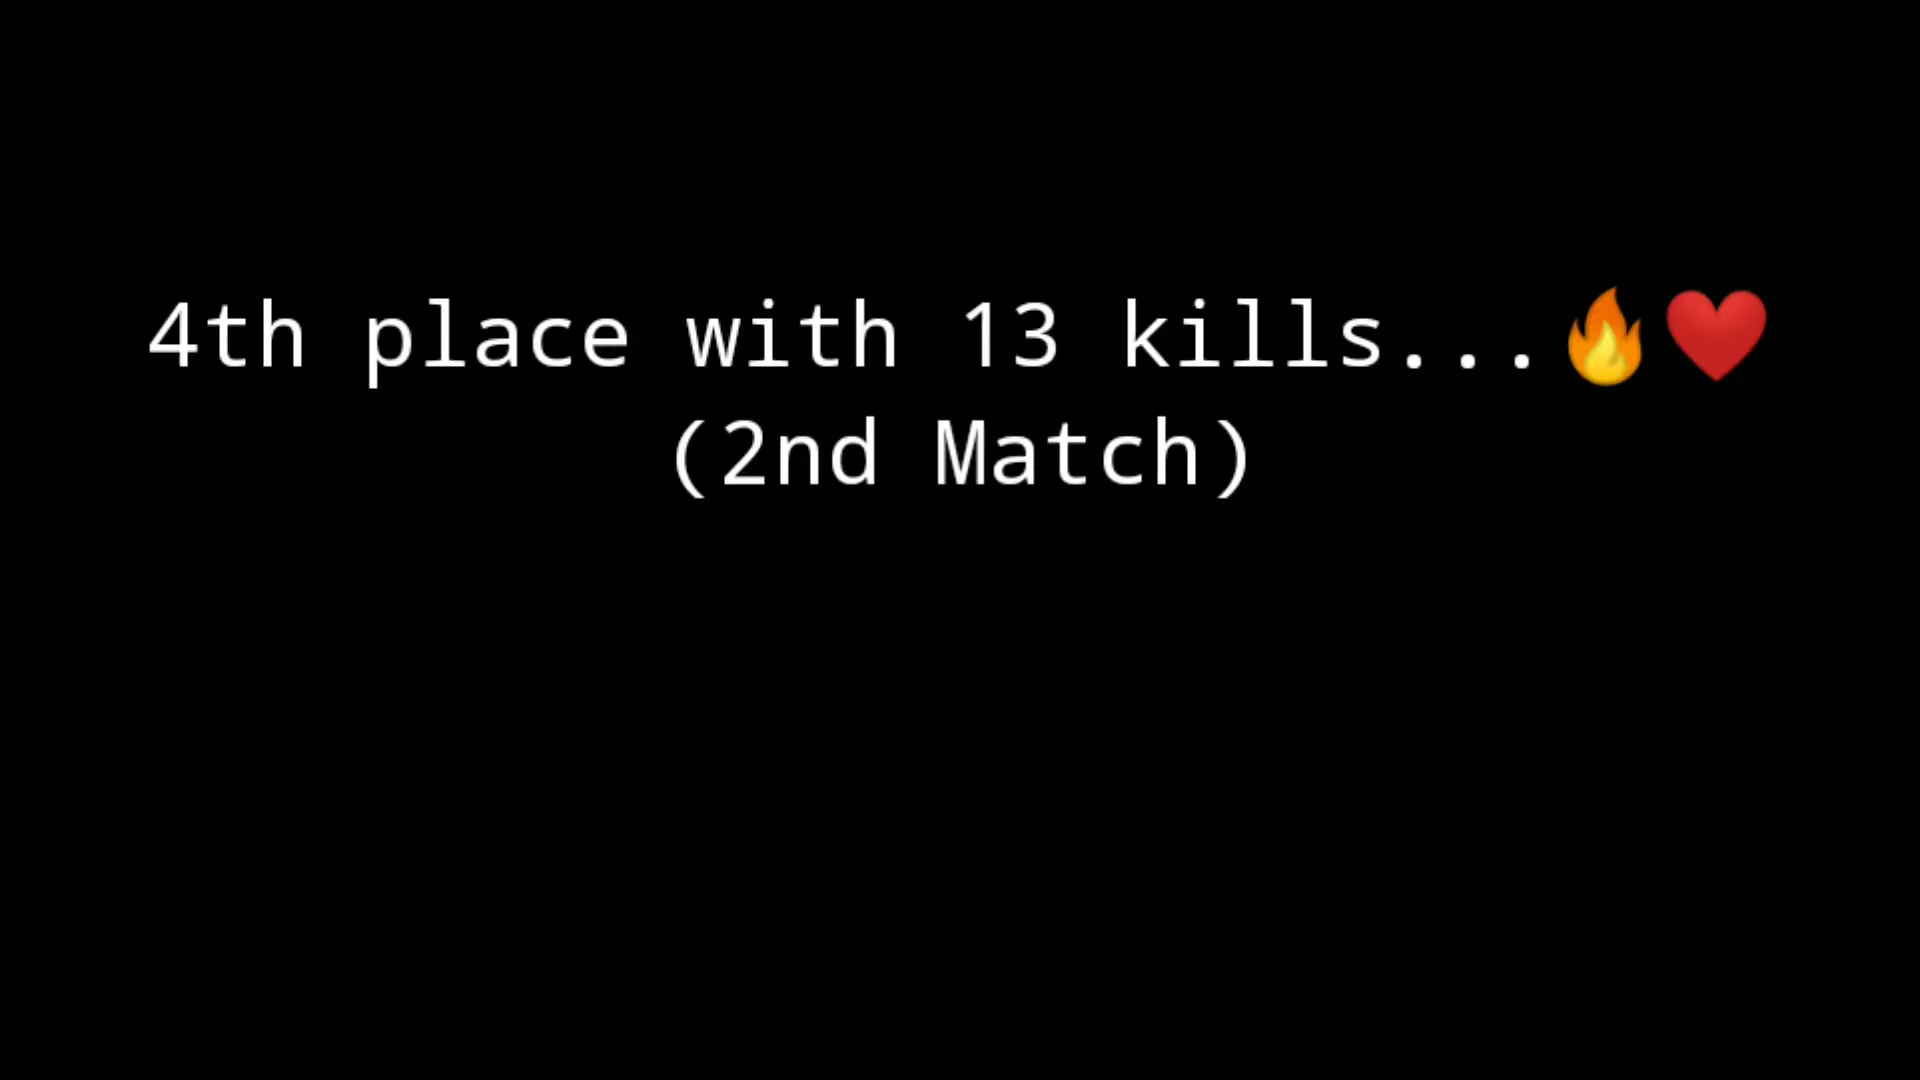 4th place with 13 kills...🔥❤️
(2nd Match)